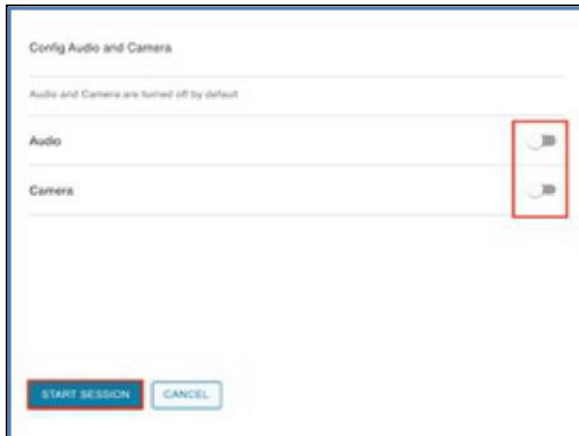 Config Audio and Camera
Audio and Camera are turned off by default
Audio
Camera
START SESSION
CANCEL